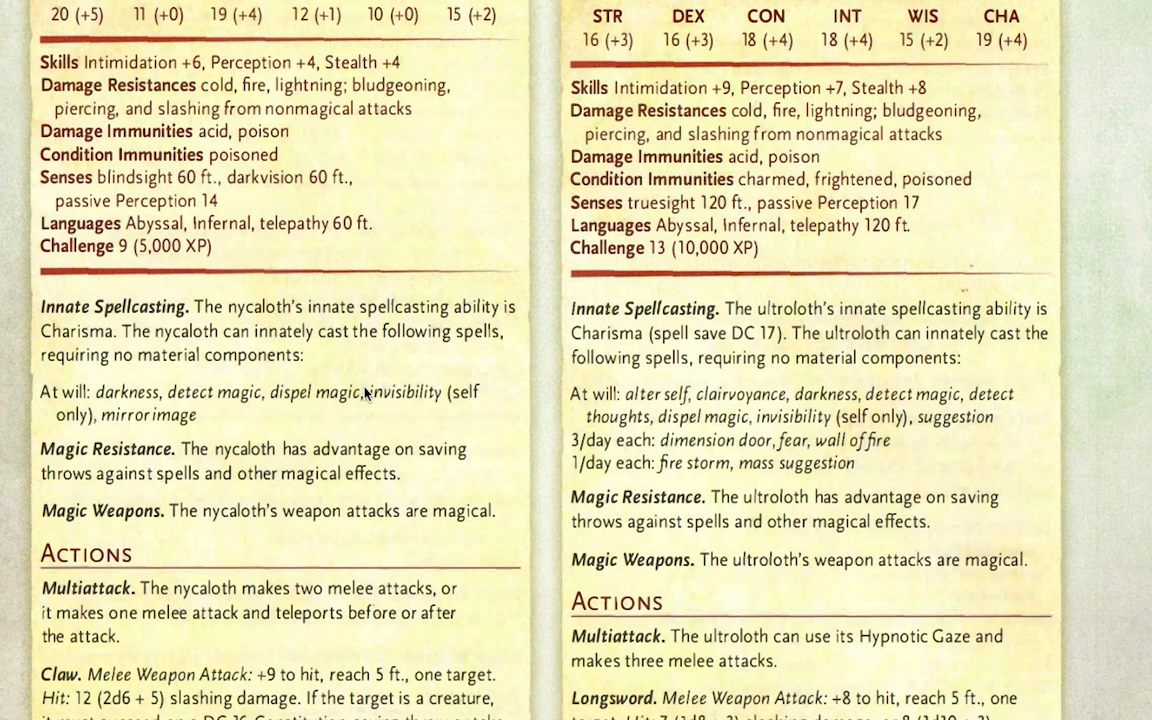 20 (+5) 11 (+0) 19 (+4) 12 (+1) 10 (+0) 15 (+2)
Skills Intimidation +6, Perception +4, Stealth +4
Damage Resistances cold, fire, lightning; bludgeoning,
piercing, and slashing from nonmagical attacks
Damage Immunities acid, poison
Condition Immunities poisoned
Senses blindsight 60 ft., darkvision 60 ft.,
passive Perception 14
Languages Abyssal, Infernal, telepathy 60 ft.
Challenge 9 (5,000 XP)
Innate Spellcasting. The nycaloth's innate spellcasting ability is
Charisma. The nycaloth can innately cast the following spells,
requiring no material components:
At will: darkness, detect magic, dispel magic, invisibility (self
only), mirror image
Magic Resistance. The nycaloth has advantage on saving
throws against spells and other magical effects.
Magic Weapons. The nycaloth's weapon attacks are magical.
Actions
Multiattack. The nycaloth makes two melee attacks, or
it makes one melee attack and teleports before or after
the attack.
Claw. Melee Weapon Attack: +9 to hit, reach 5 ft., one target.
Hit: 12 (2d6 + 5) slashing damage. If the target is a creature,
STR DEX CON INT WIS CHA
16 (+3) 16 (+3) 18 (+4) 18 (+4) 15 (+2) 19 (+4)
Skills Intimidation +9, Perception +7, Stealth +8
Damage Resistances cold, fire, lightning; bludgeoning,
piercing, and slashing from nonmagical attacks
Damage Immunities acid, poison
Condition Immunities charmed, frightened, poisoned
Senses truesight 120 ft., passive Perception 17
Languages Abyssal, Infernal, telepathy 120 ft.
Challenge 13 (10,000 XP)
Innate Spellcasting. The ultroloth's innate spellcasting ability is
Charisma (spell save DC 17). The ultroloth can innately cast the
following spells, requiring no material components:
At will: alter self, clairvoyance, darkness, detect magic, detect
thoughts, dispel magic, invisibility (self only), suggestion
3/day each: dimension door, fear, wall of fire
1/day each: fire storm, mass suggestion
Magic Resistance. The ultroloth has advantage on saving
throws against spells and other magical effects.
Magic Weapons. The ultroloth's weapon attacks are magical.
Actions
Multiattack. The ultroloth can use its Hypnotic Gaze and
makes three melee attacks.
Longsword. Melee Weapon Attack: +8 to hit, reach 5 ft., one